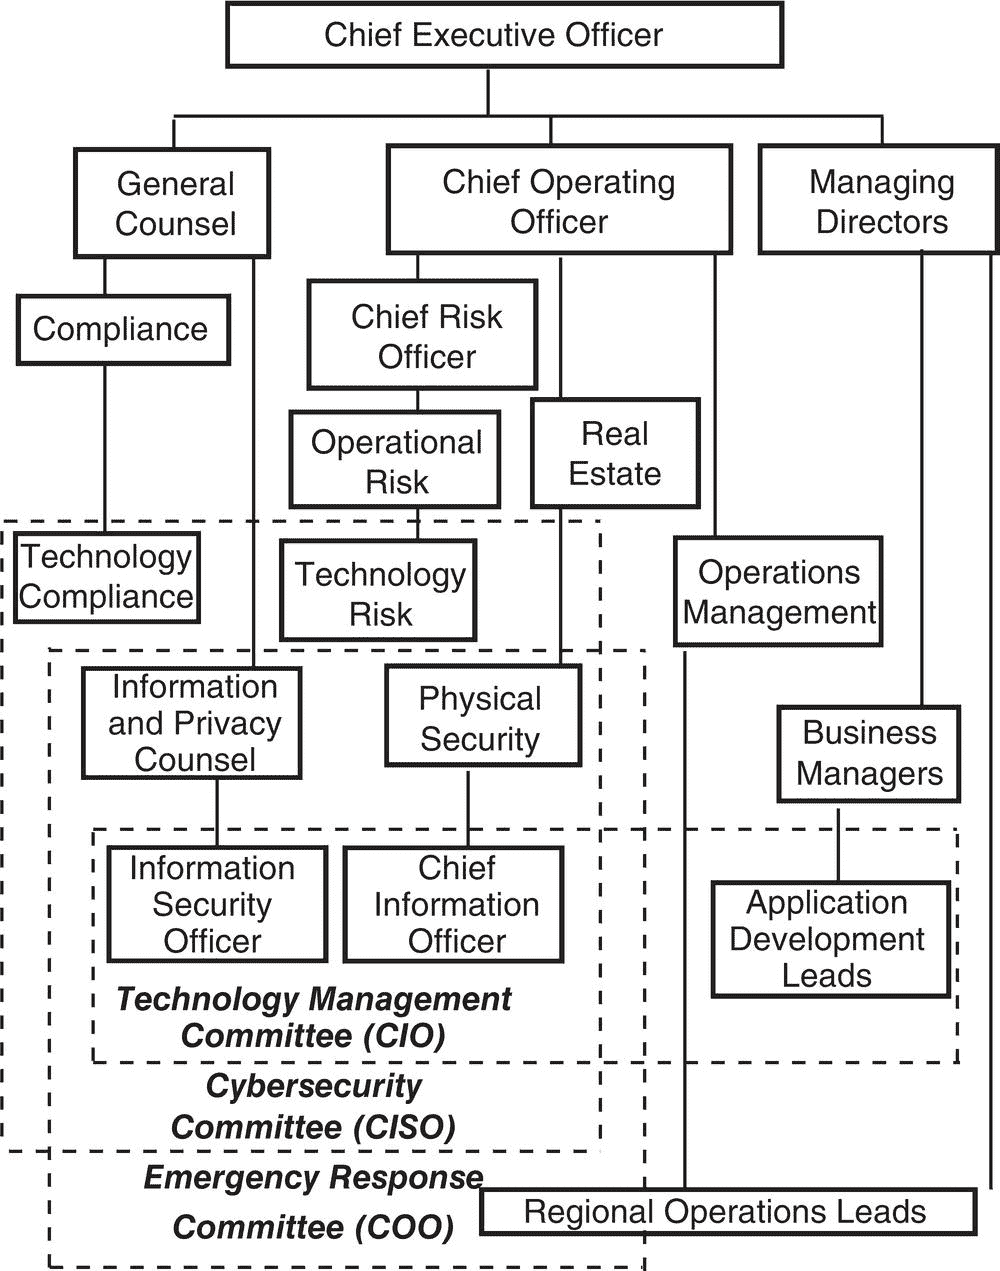 Chief Executive Officer
General
Counsel
Chief Operating
Officer
Managing
Directors
Compliance
Chief Risk
Officer
Operational
Risk
Real
Estate
Technology
Compliance
Technology
Risk
Operations
Management
Information
and Privacy
Counsel
Physical
Security
Business
Managers
Information
Security
Officer
Chief
Information
Officer
Application
Development
Leads
Technology Management
Committee (CIO)
Cybersecurity
Committee (CISO)
Emergency Response
Committee (COO)
Regional Operations Leads